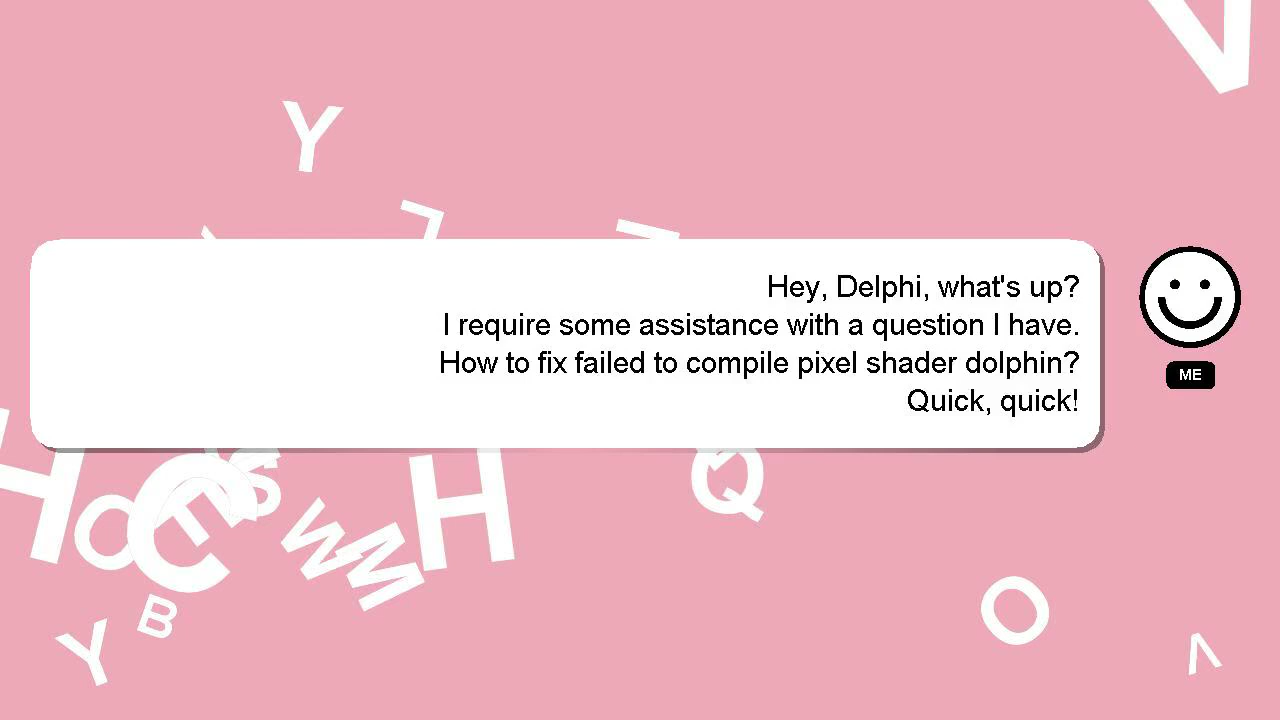 Hey, Delphi, what's up?
I require some assistance with a question I have.
How to fix failed to compile pixel shader dolphin?
Quick, quick!
ME
V
Y
L
L
H
O
C
S
W
M
H
Q
B
Y
O
V